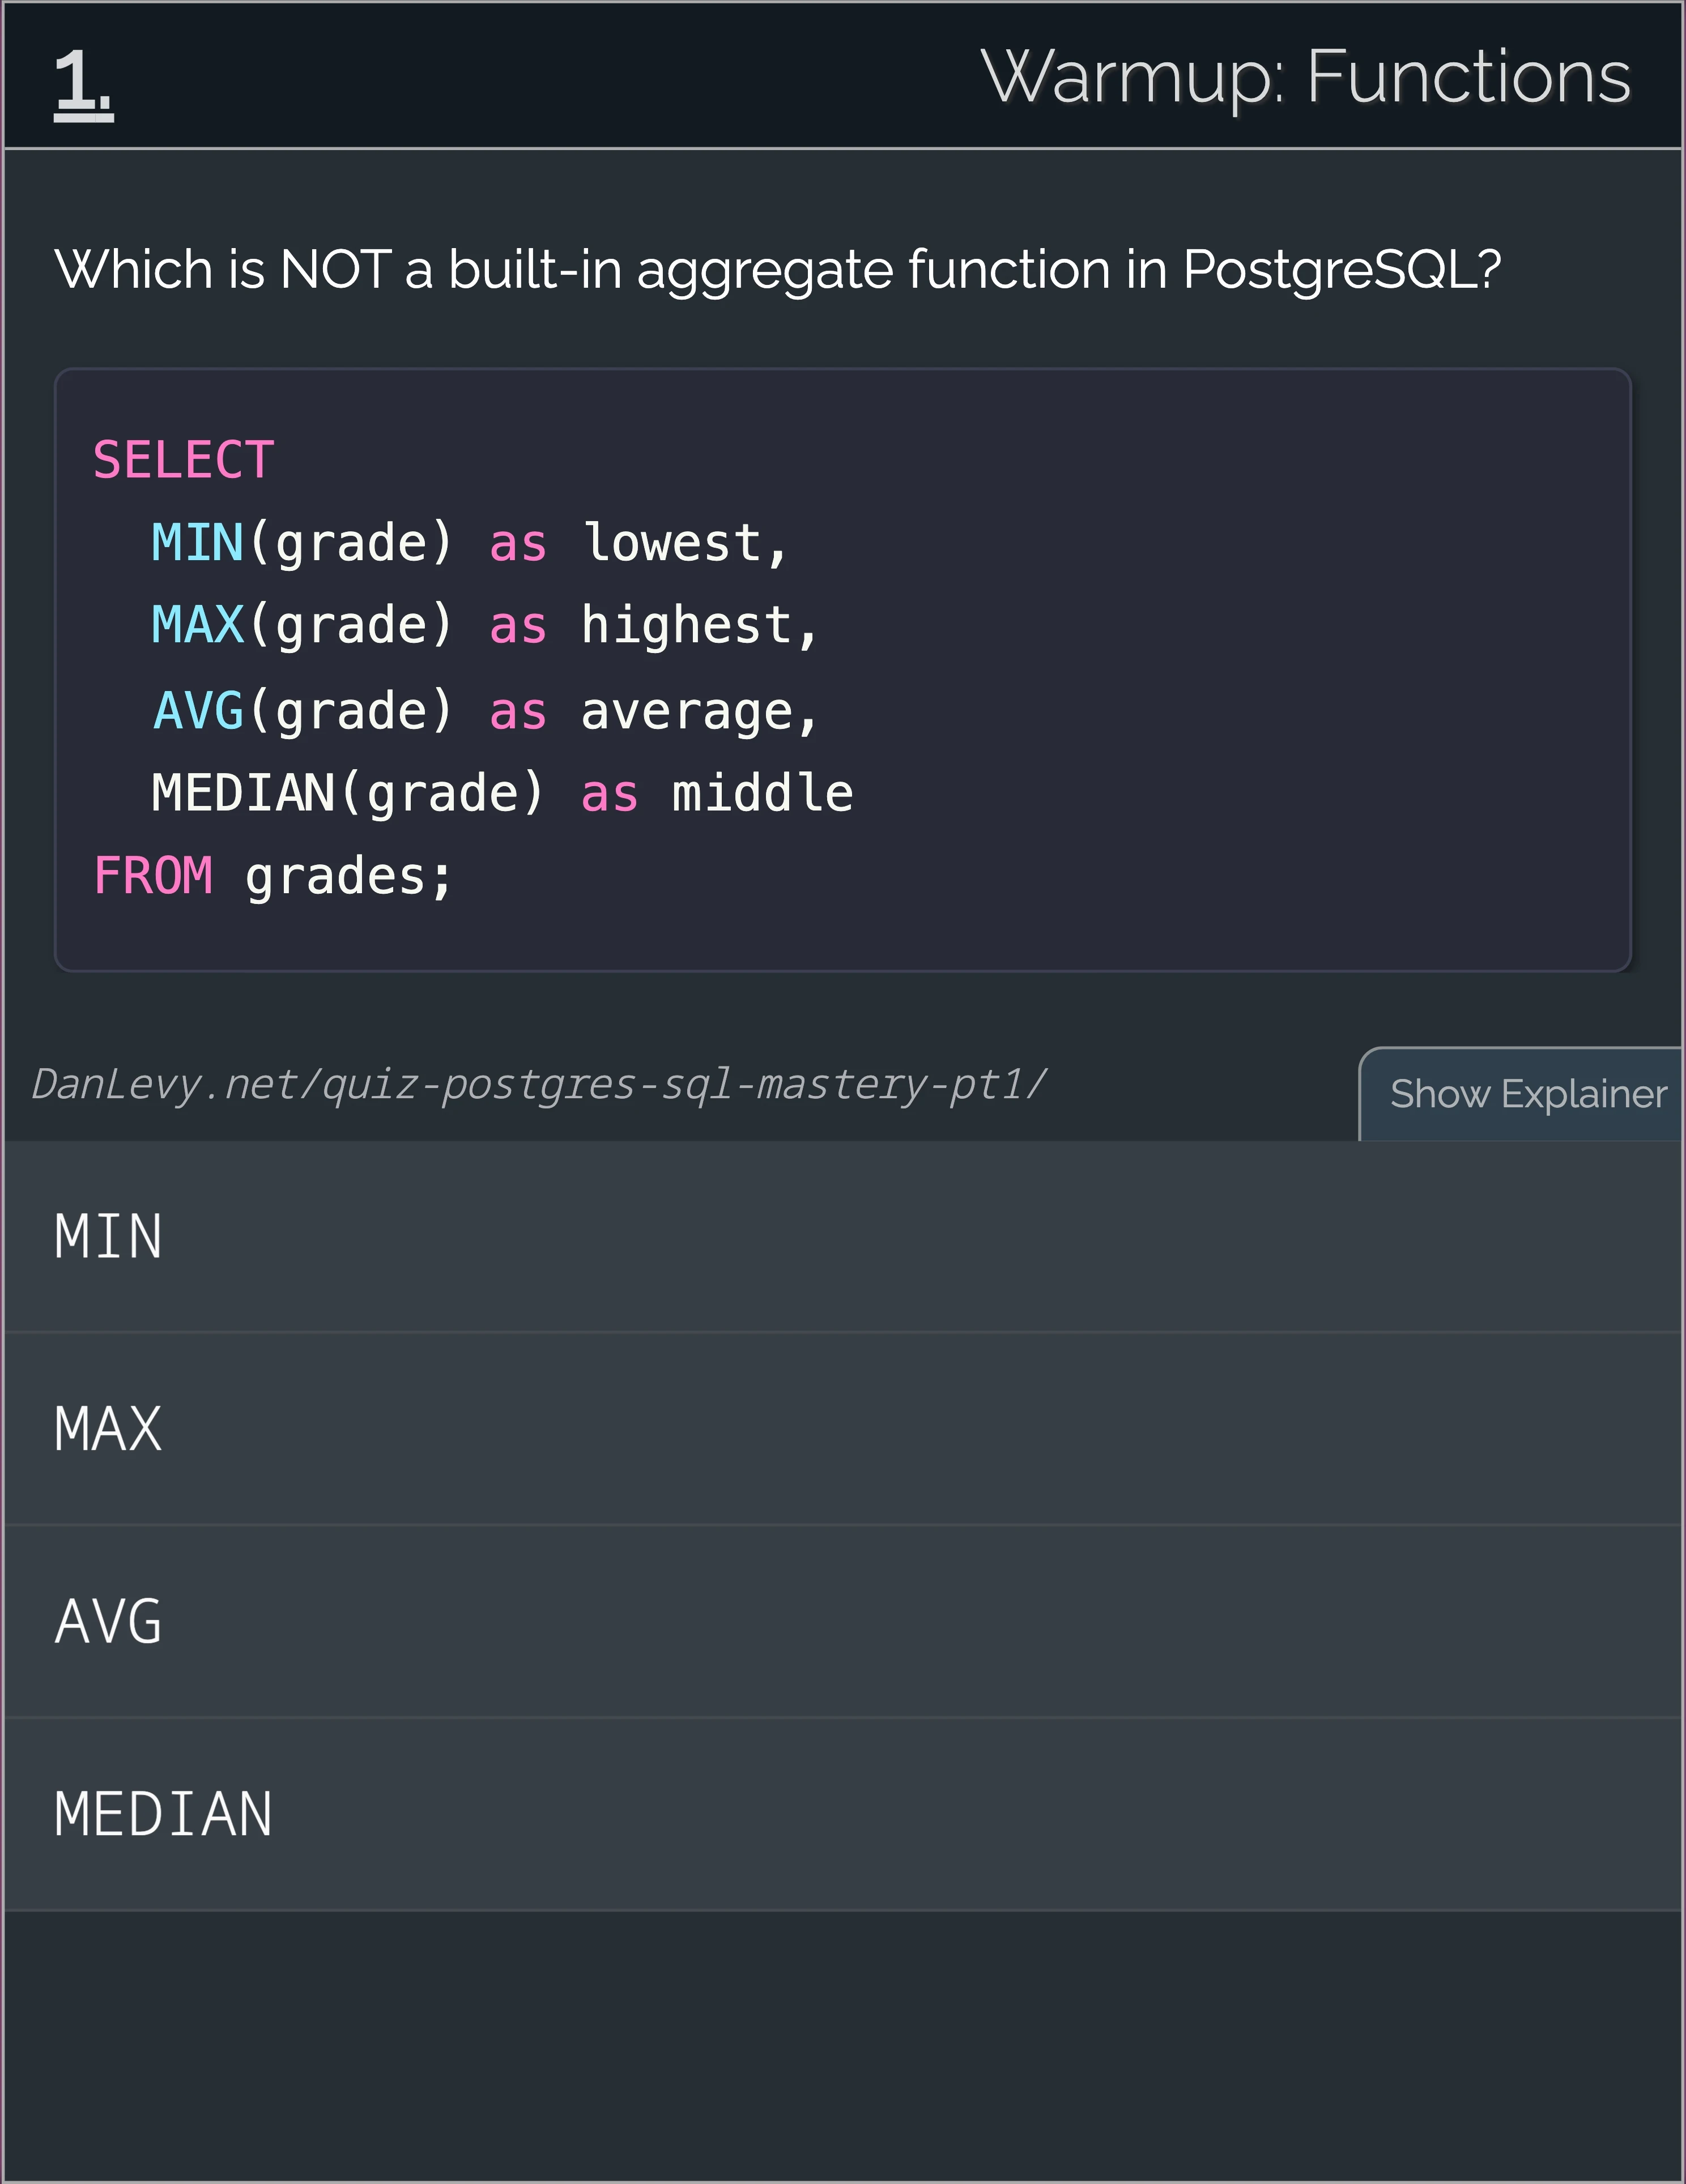 1.
Warmup: Functions
Which is NOT a built-in aggregate function in PostgreSQL?
SELECT
MIN(grade) as lowest,
MAX(grade) as highest,
AVG(grade) as average,
MEDIAN(grade) as middle
FROM grades;
DanLevy.net/quiz-postgres-sql-mastery-pt1/
Show Explainer
MIN
MAX
AVG
MEDIAN